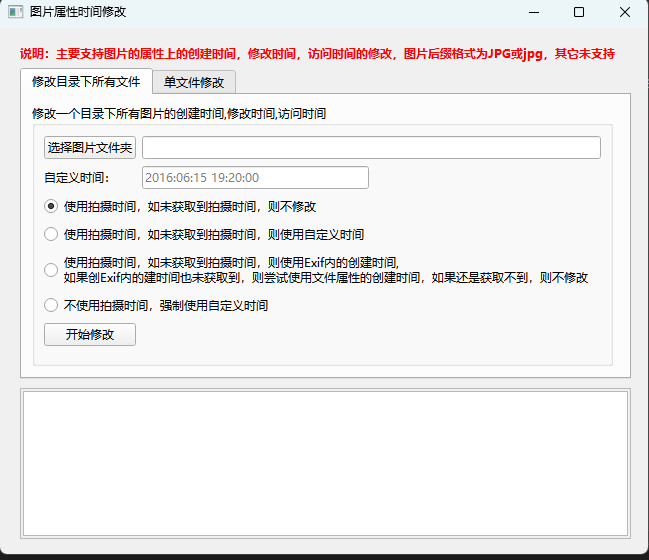 图片属性时间修改
说明：主要支持图片的属性上的创建时间，修改时间，访问时间的修改，图片后缀格式为JPG或jpg，其它未支持
修改目录下所有文件
单文件修改
修改一个目录下所有图片的创建时间,修改时间,访问时间
选择图片文件夹
自定义时间：
2016:06:15 19:20:00
使用拍摄时间，如未获取到拍摄时间，则不修改
使用拍摄时间，如未获取到拍摄时间，则使用自定义时间
使用拍摄时间，如未获取到拍摄时间，则使用Exif内的创建时间,
如果创Exif内的建时间也未获取到，则尝试使用文件属性的创建时间，如果还是获取不到，则不修改
不使用拍摄时间，强制使用自定义时间
开始修改